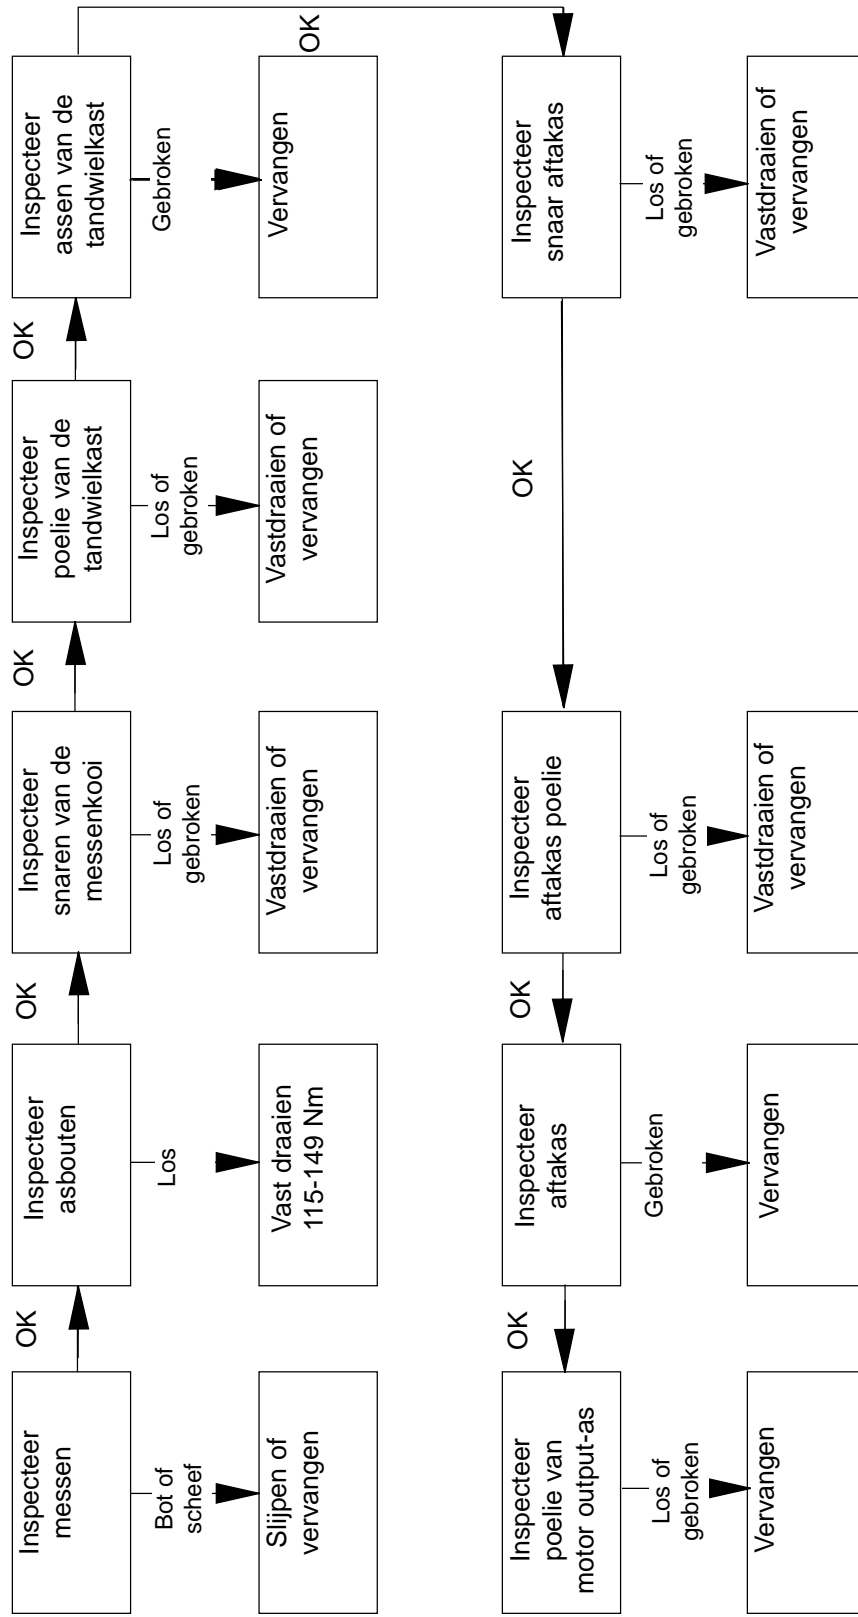 Inspecteer
messen
OK
Inspecteer
asbouten
OK
Inspecteer
snaren van de
messenkooi
OK
Inspecteer
poelie van de
tandwielkast
OK
Inspecteer
assen van de
tandwielkast
OK
Bot of
scheef
Los
Los of
gebroken
Los of
gebroken
Gebroken
Slijpen of
vervangen
Vast draaien
115-149 Nm
Vastdraaien of
vervangen
Vastdraaien of
vervangen
Vervangen
Inspecteer
poelie van
motor output-as
OK
Inspecteer
aftakas
OK
Inspecteer
aftakas poelie
OK
Inspecteer
snaar aftakas
Los of
gebroken
Gebroken
Los of
gebroken
Los of
gebroken
Vervangen
Vervangen
Vastdraaien of
vervangen
Vastdraaien of
vervangen